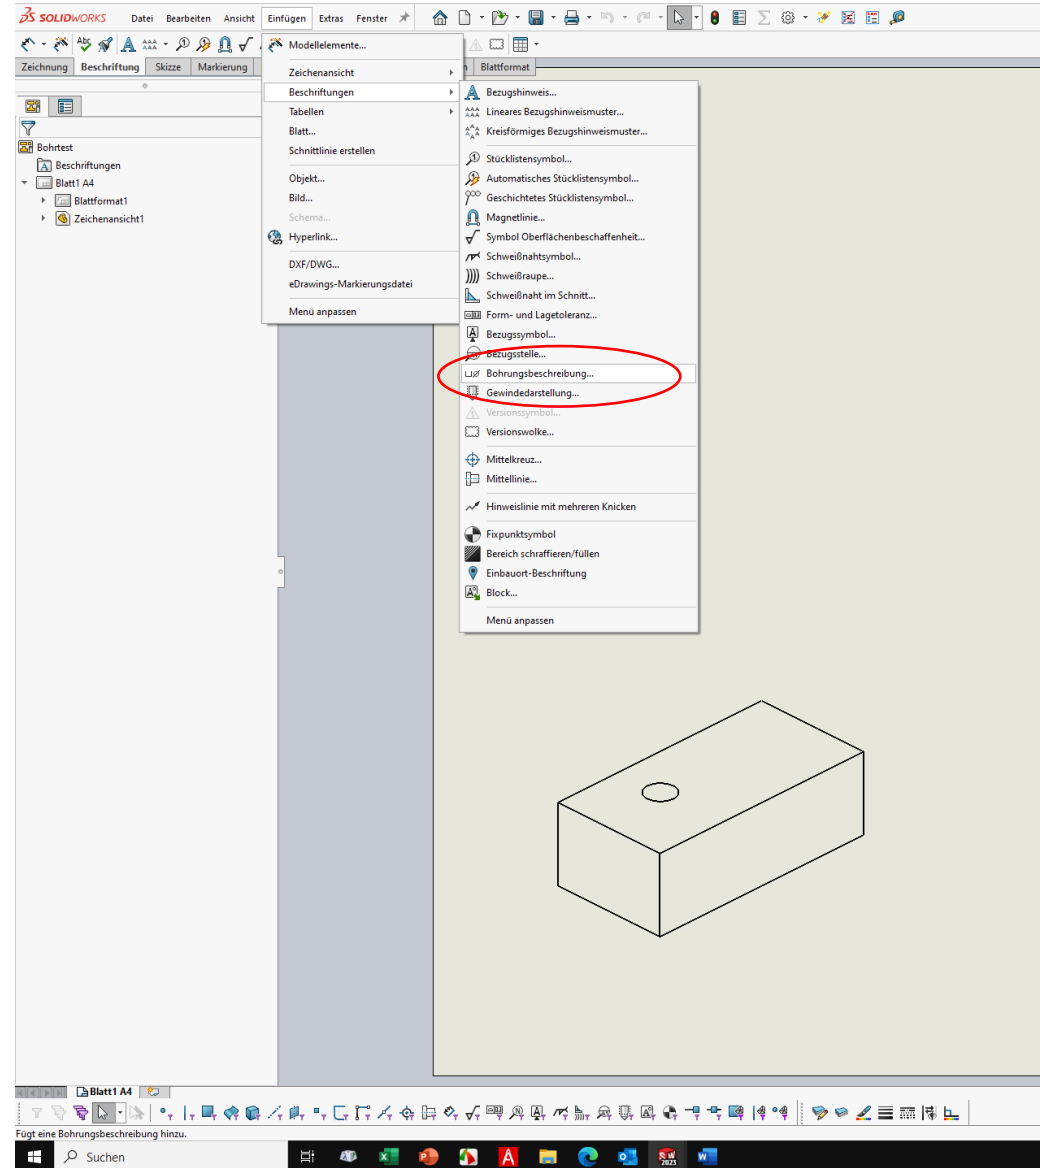 SOLIDWORKS Datei Bearbeiten Ansicht Einfügen Extras Fenster
Zeichnung Beschriftung Skizze Markierung Blattformat
Modellelemente...
Zeichenansicht
Beschriftungen
Tabellen
Blatt...
Schnittlinie erstellen
Objekt...
Bild...
Schema...
Hyperlink...
DXF/DWG...
eDrawings-Markierungsdatei
Menü anpassen
Bezugshinweis...
Lineares Bezugshinweismuster...
Kreisförmiges Bezugshinweismuster...
Stücklistensymbol...
Automatisches Stücklistensymbol...
Geschichtetes Stücklistensymbol...
Magnetlinie...
Symbol Oberflächenbeschaffenheit...
Schweißnahtsymbol...
Schweißraupe...
Schweißnaht im Schnitt...
Form- und Lagetoleranz...
Bezugssymbol...
Bezugsstelle...
Bohrungsbeschreibung...
Gewindedarstellung...
Versionssymbol...
Versionswolke...
Mittelkreuz...
Mittellinie...
Hinweislinie mit mehreren Knicken
Fixpunktsymbol
Bereich schraffieren/füllen
Einbauort-Beschriftung
Block...
Menü anpassen
Bohrtest
Beschriftungen
Blatt1 A4
Blattformat1
Zeichenansicht1
Blatt1 A4
Fügt eine Bohrungsbeschreibung hinzu.
Suchen